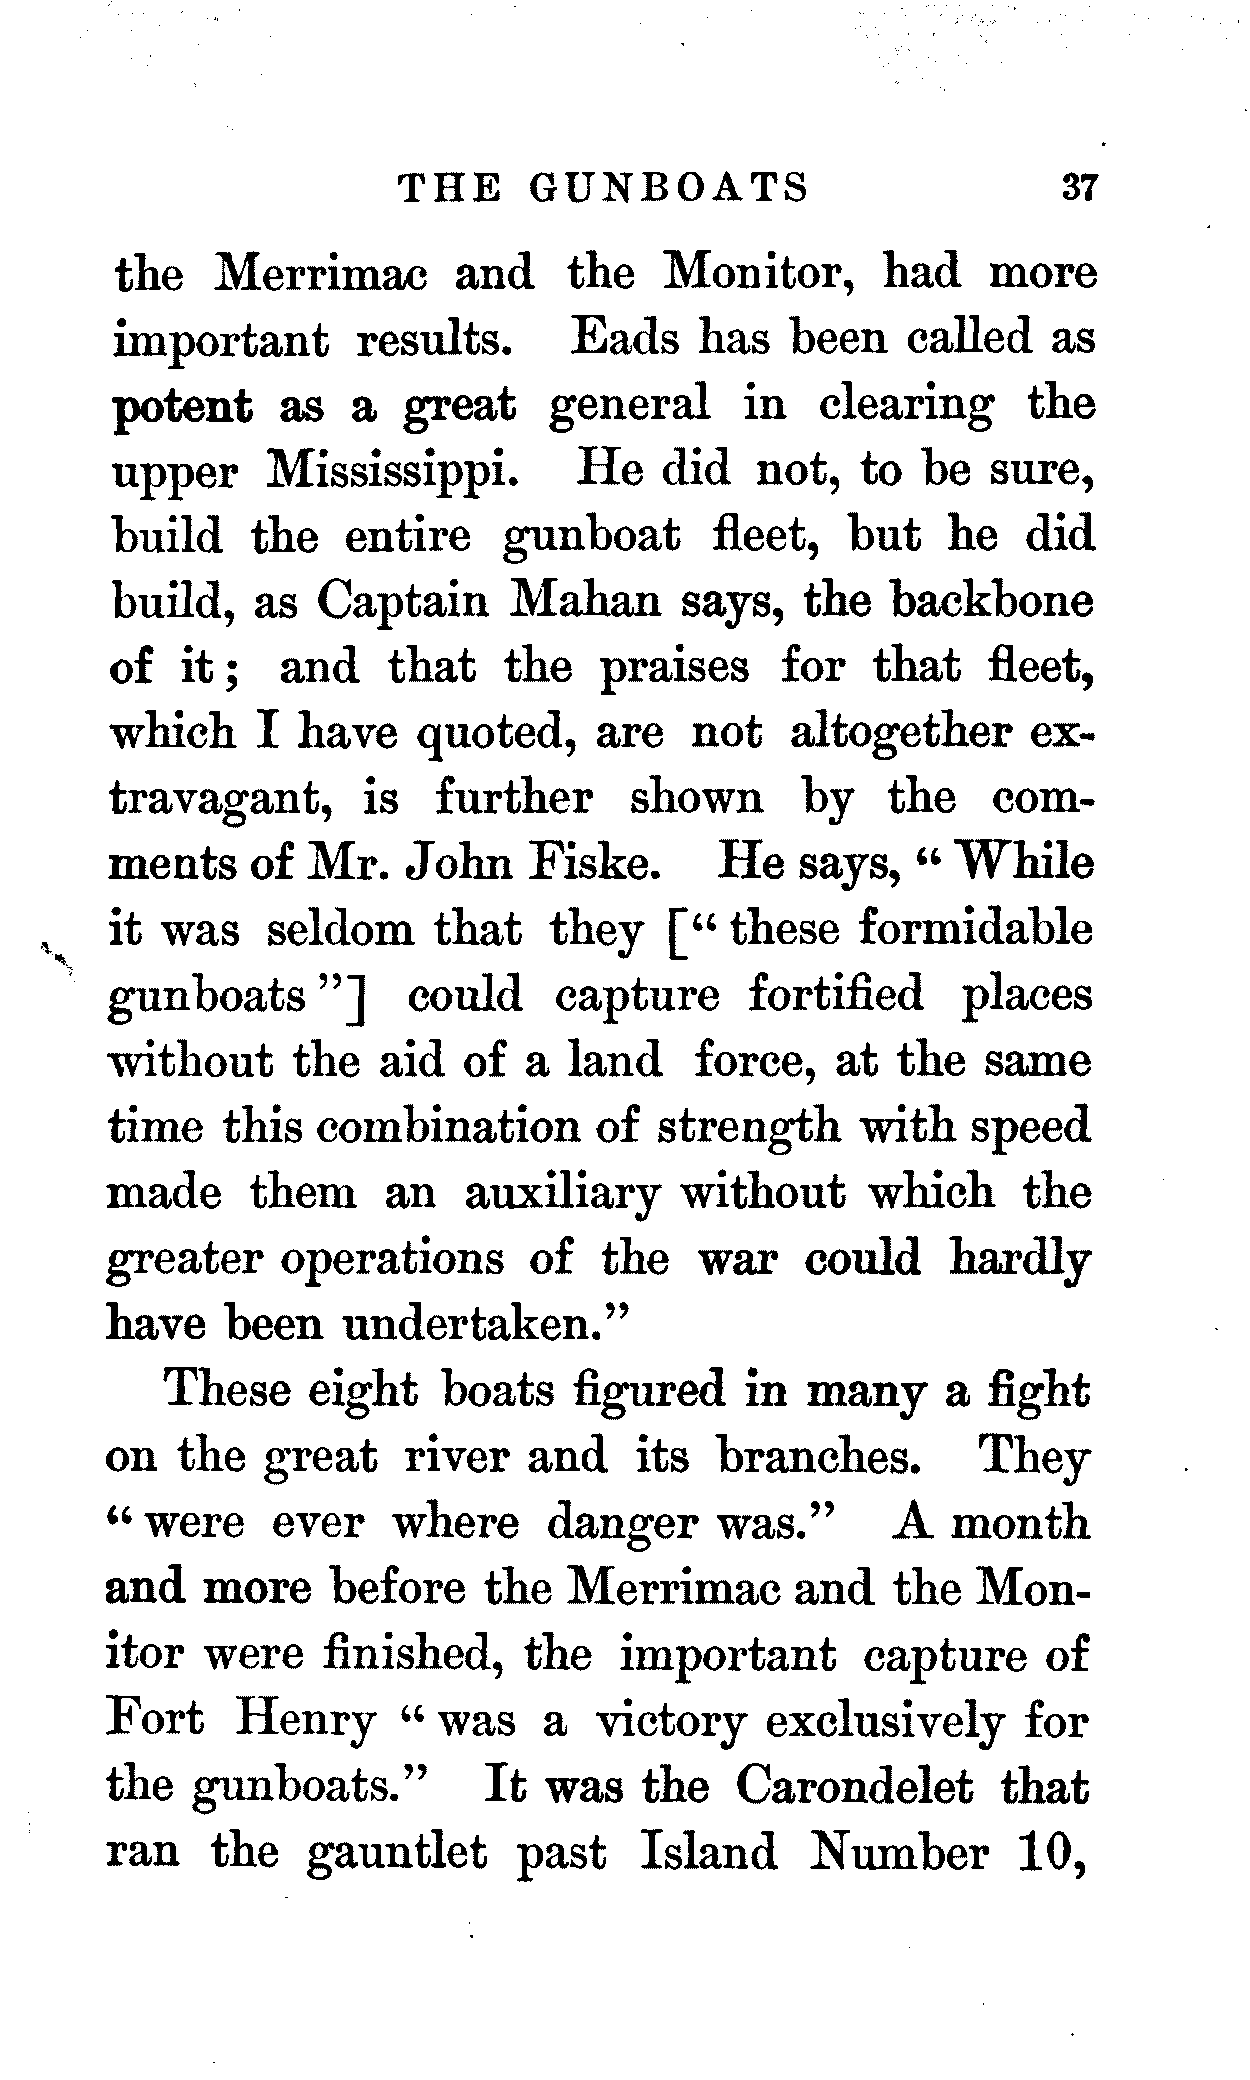 THE GUNBOATS 37
the Merrimac and the Monitor, had more
important results. Eads has been called as
potent as a great general in clearing the
upper Mississippi. He did not, to be sure,
build the entire gunboat fleet, but he did
build, as Captain Mahan says, the backbone
of it; and that the praises for that fleet,
which I have quoted, are not altogether ex-
travagant, is further shown by the com-
ments of Mr. John Fiske. He says, "While
it was seldom that they ["these formidable
gunboats"] could capture fortified places
without the aid of a land force, at the same
time this combination of strength with speed
made them an auxiliary without which the
greater operations of the war could hardly
have been undertaken."
These eight boats figured in many a fight
on the great river and its branches. They
"were ever where danger was." A month
and more before the Merrimac and the Mon-
itor were finished, the important capture of
Fort Henry "was a victory exclusively for
the gunboats." It was the Carondelet that
ran the gauntlet past Island Number 10,